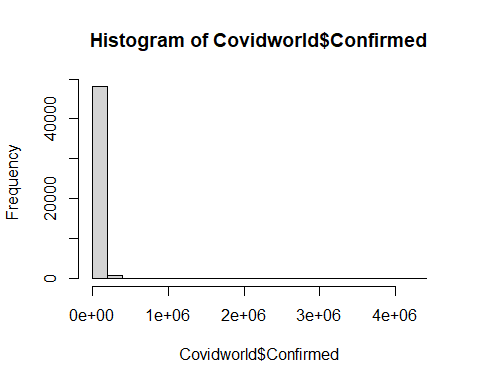 Histogram of Covidworld$Confirmed
Frequency
40000
20000
0
0e+00 1e+06 2e+06 3e+06 4e+06
Covidworld$Confirmed